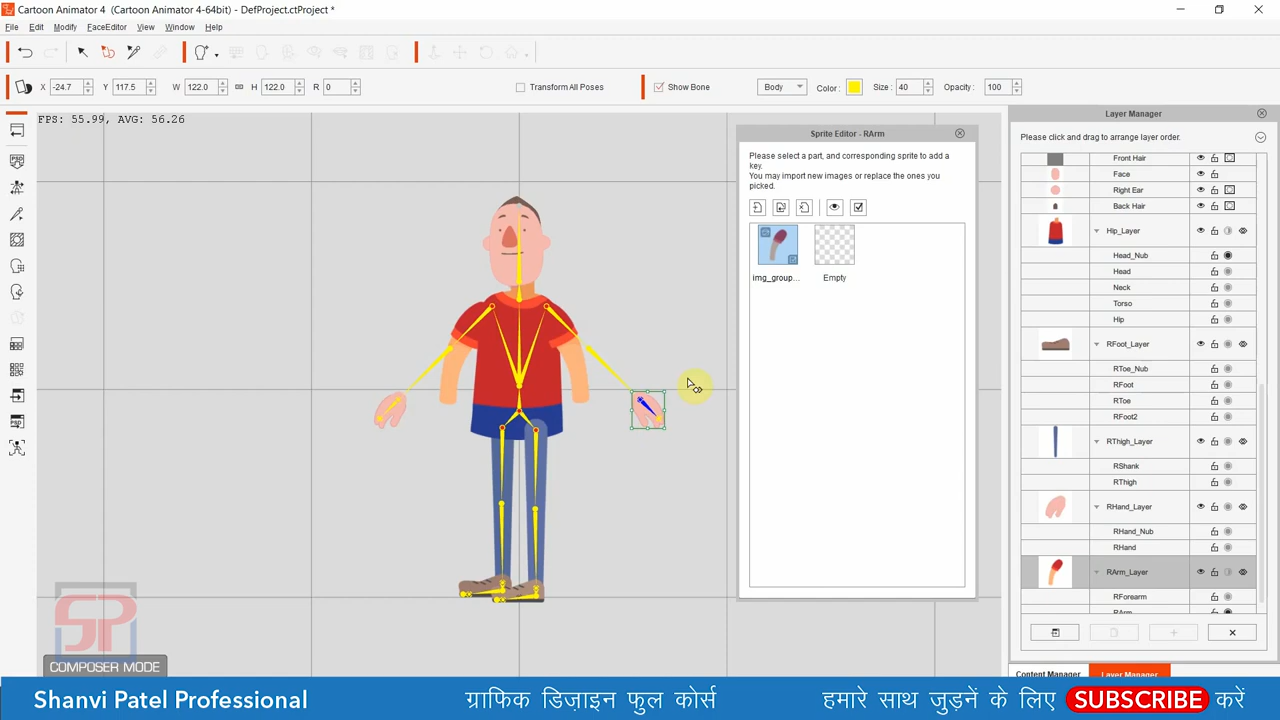 Cartoon Animator 4 (Cartoon Animator 4-64bit) - DefProject.ctProject *
File Edit Modify FaceEditor View Window Help
X -24.7 Y 117.5 W 122.0 H 122.0 R 0 Transform All Poses Show Bone Body Color : Size : 40 Opacity : 100
FPS: 55.99, AVG: 56.26
Sprite Editor - RArm
Please select a part, and corresponding sprite to add a
key.
You may import new images or replace the ones you
picked.
img_group...
Empty
Layer Manager
Please click and drag to arrange layer order.
Front Hair
Face
Right Ear
Back Hair
Hip_Layer
Head_Nub
Head
Neck
Torso
Hip
RFoot_Layer
RToe_Nub
RFoot
RToe
RFoot2
RThigh_Layer
RShank
RThigh
RHand_Layer
RHand_Nub
RHand
RArm_Layer
RForearm
RArm
Content Manager Layer Manager
SP
COMPOSER MODE
Shanvi Patel Professional ग्राफिक डिज़ाइन फुल कोर्स हमारे साथ जुड़नें के लिए SUBSCRIBE करें